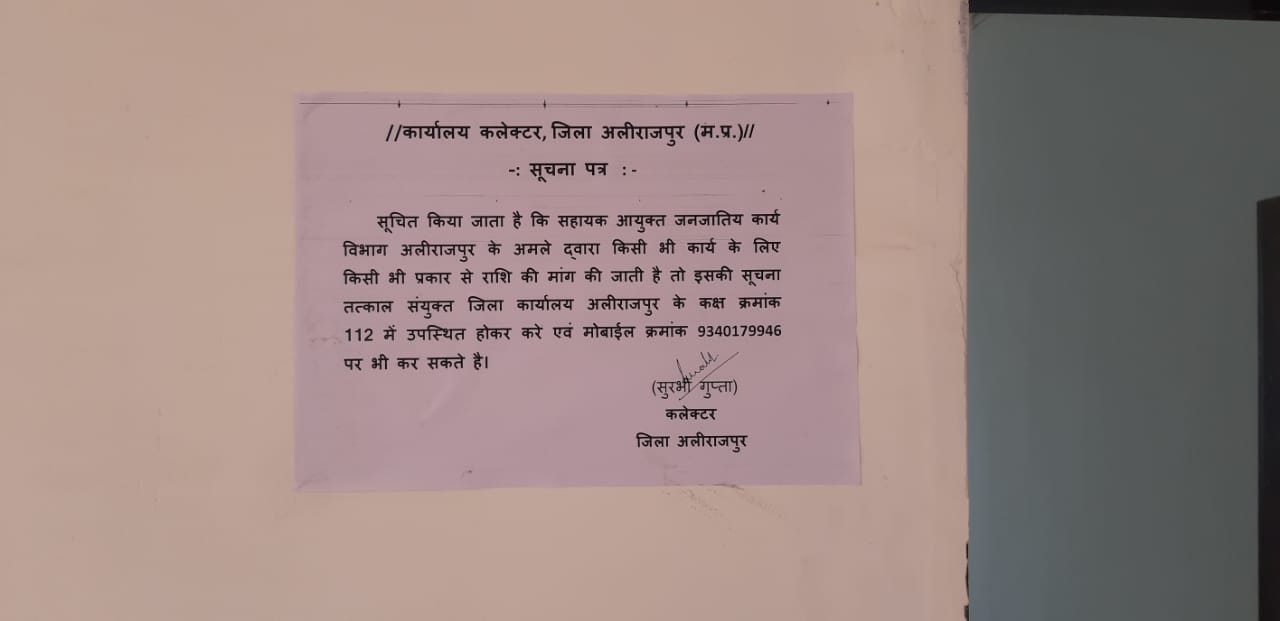 //कार्यालय कलेक्टर, जिला अलीराजपुर (म.प्र.)//
-: सूचना पत्र :-
सूचित किया जाता है कि सहायक आयुक्त जनजातिय कार्य
विभाग अलीराजपुर के अमले द्वारा किसी भी कार्य के लिए
किसी भी प्रकार से राशि की मांग की जाती है तो इसकी सूचना
तत्काल संयुक्त जिला कार्यालय अलीराजपुर के कक्ष क्रमांक
112 में उपस्थित होकर करे एवं मोबाईल क्रमांक 9340179946
पर भी कर सकते है।
(सुरभी गुप्ता)
कलेक्टर
जिला अलीराजपुर